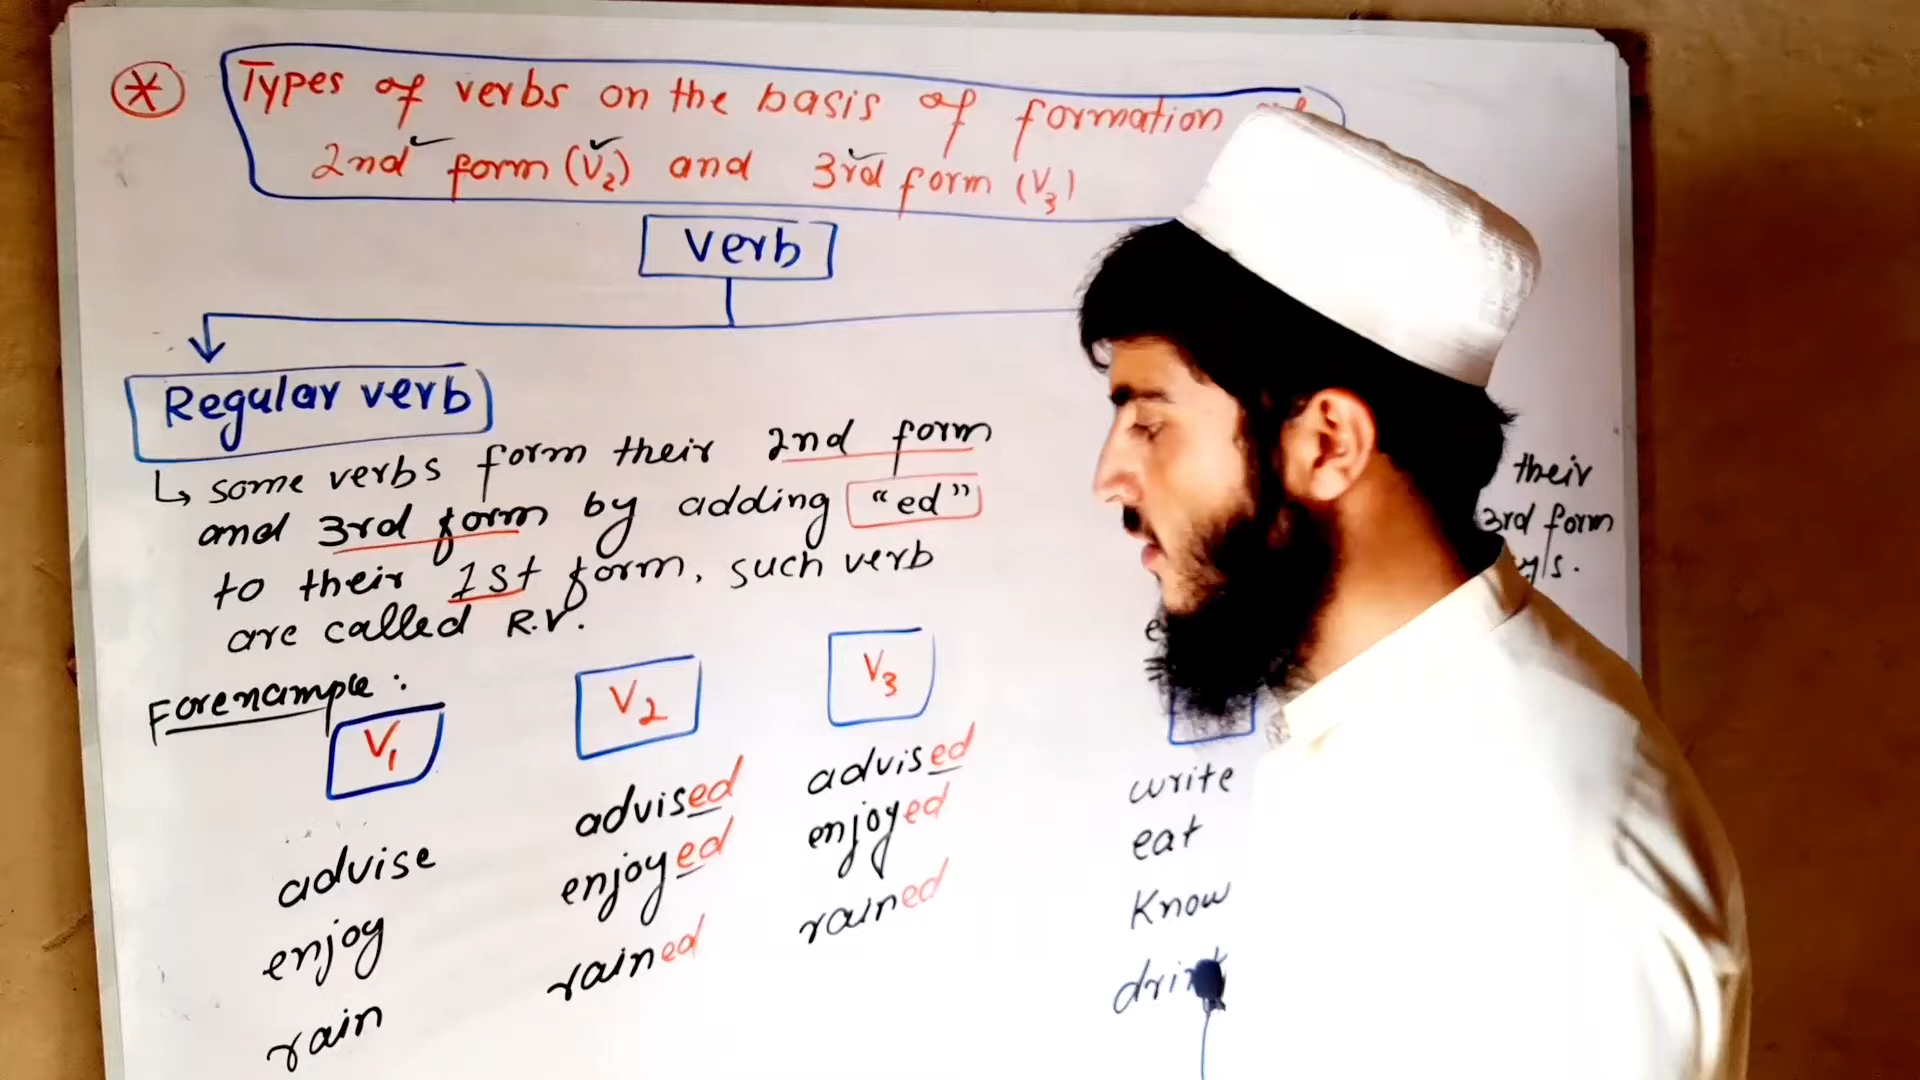 Types of verbs on the basis of formation
2nd form (V2) and 3rd form (V3)
verb
Regular verb
↳ some verbs form their 2nd form
and 3rd form by adding "ed"
to their 1st form, such verb
are called R.V.
Forenample:
V1 V2 V3
advise advised advised
enjoy enjoyed enjoyed
rain rained rained
their
3rd form
write
eat
Know